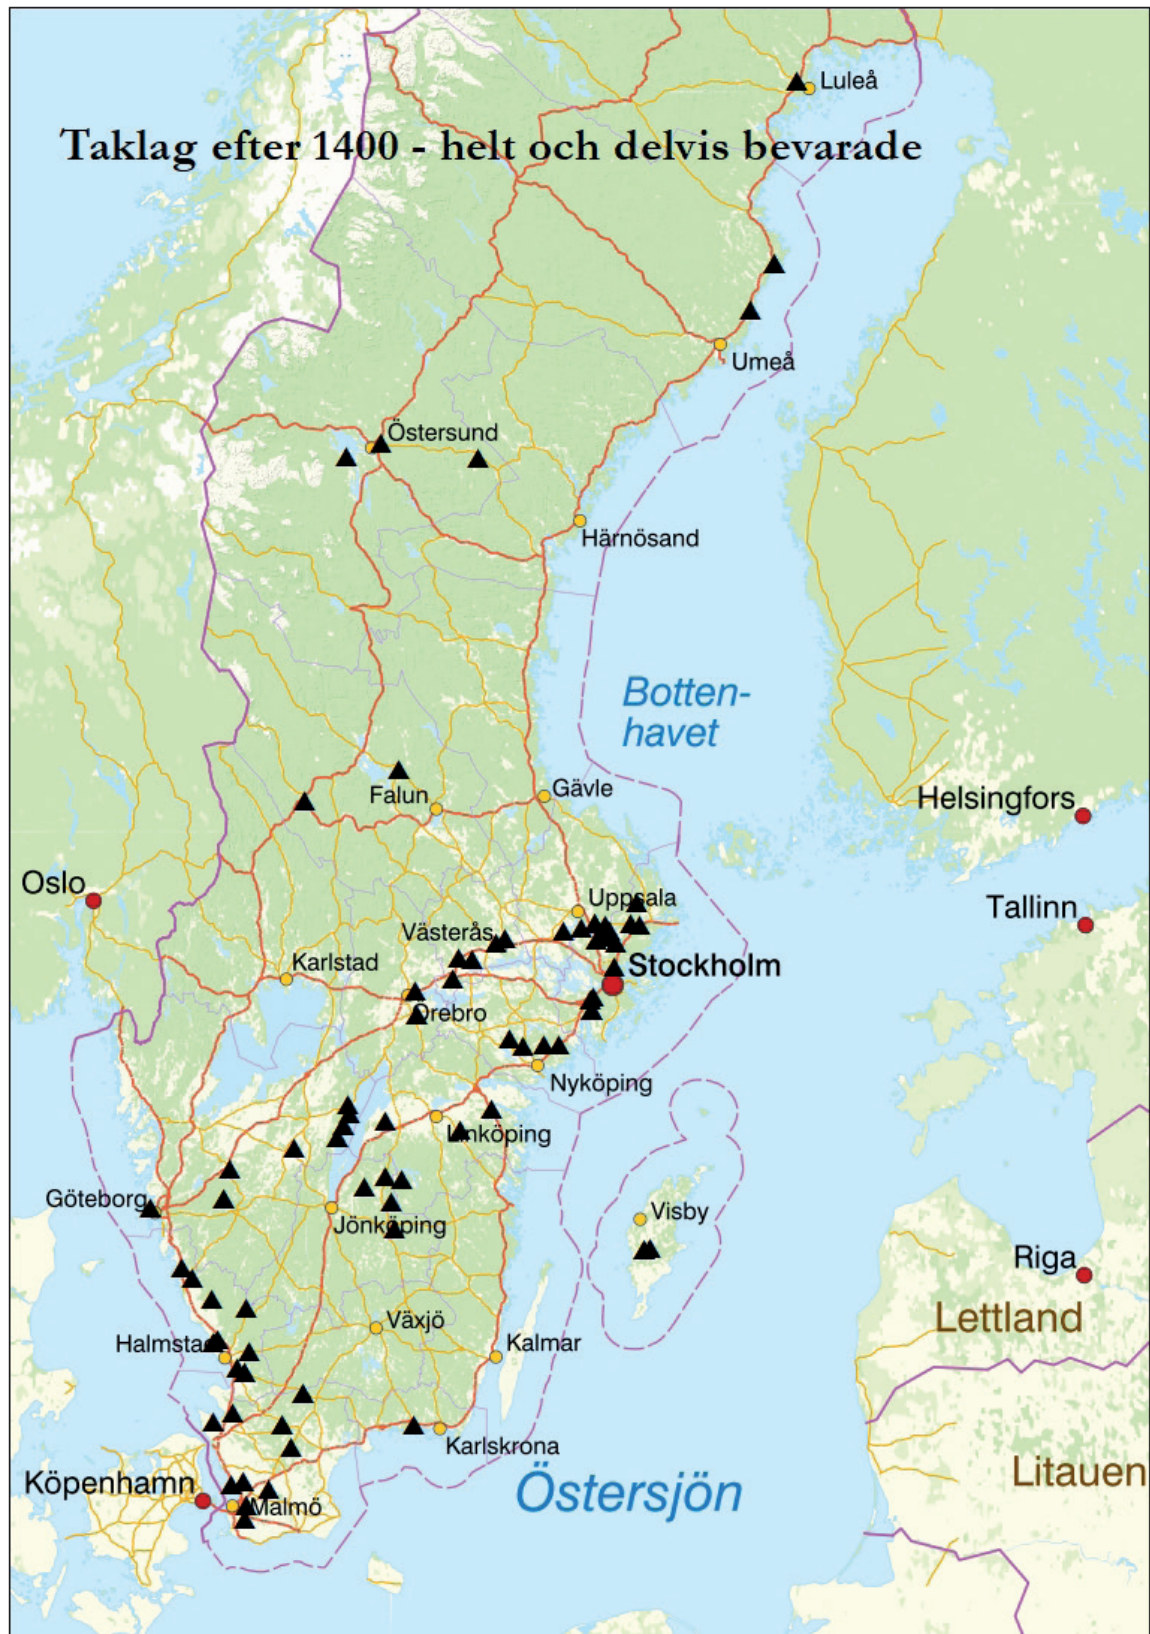 Luleå
Taklag efter 1400 - helt och delvis bevarade
Umeå
Östersund
Härnösand
Botten-
havet
Falun
Gävle
Helsingfors
Oslo
Uppsala
Tallinn
Västerås
Karlstad
Stockholm
Örebro
Nyköping
Linköping
Göteborg
Jönköping
Visby
Riga
Lettland
Växjö
Halmstad
Kalmar
Karlskrona
Köpenhamn
Malmö
Östersjön
Litauen